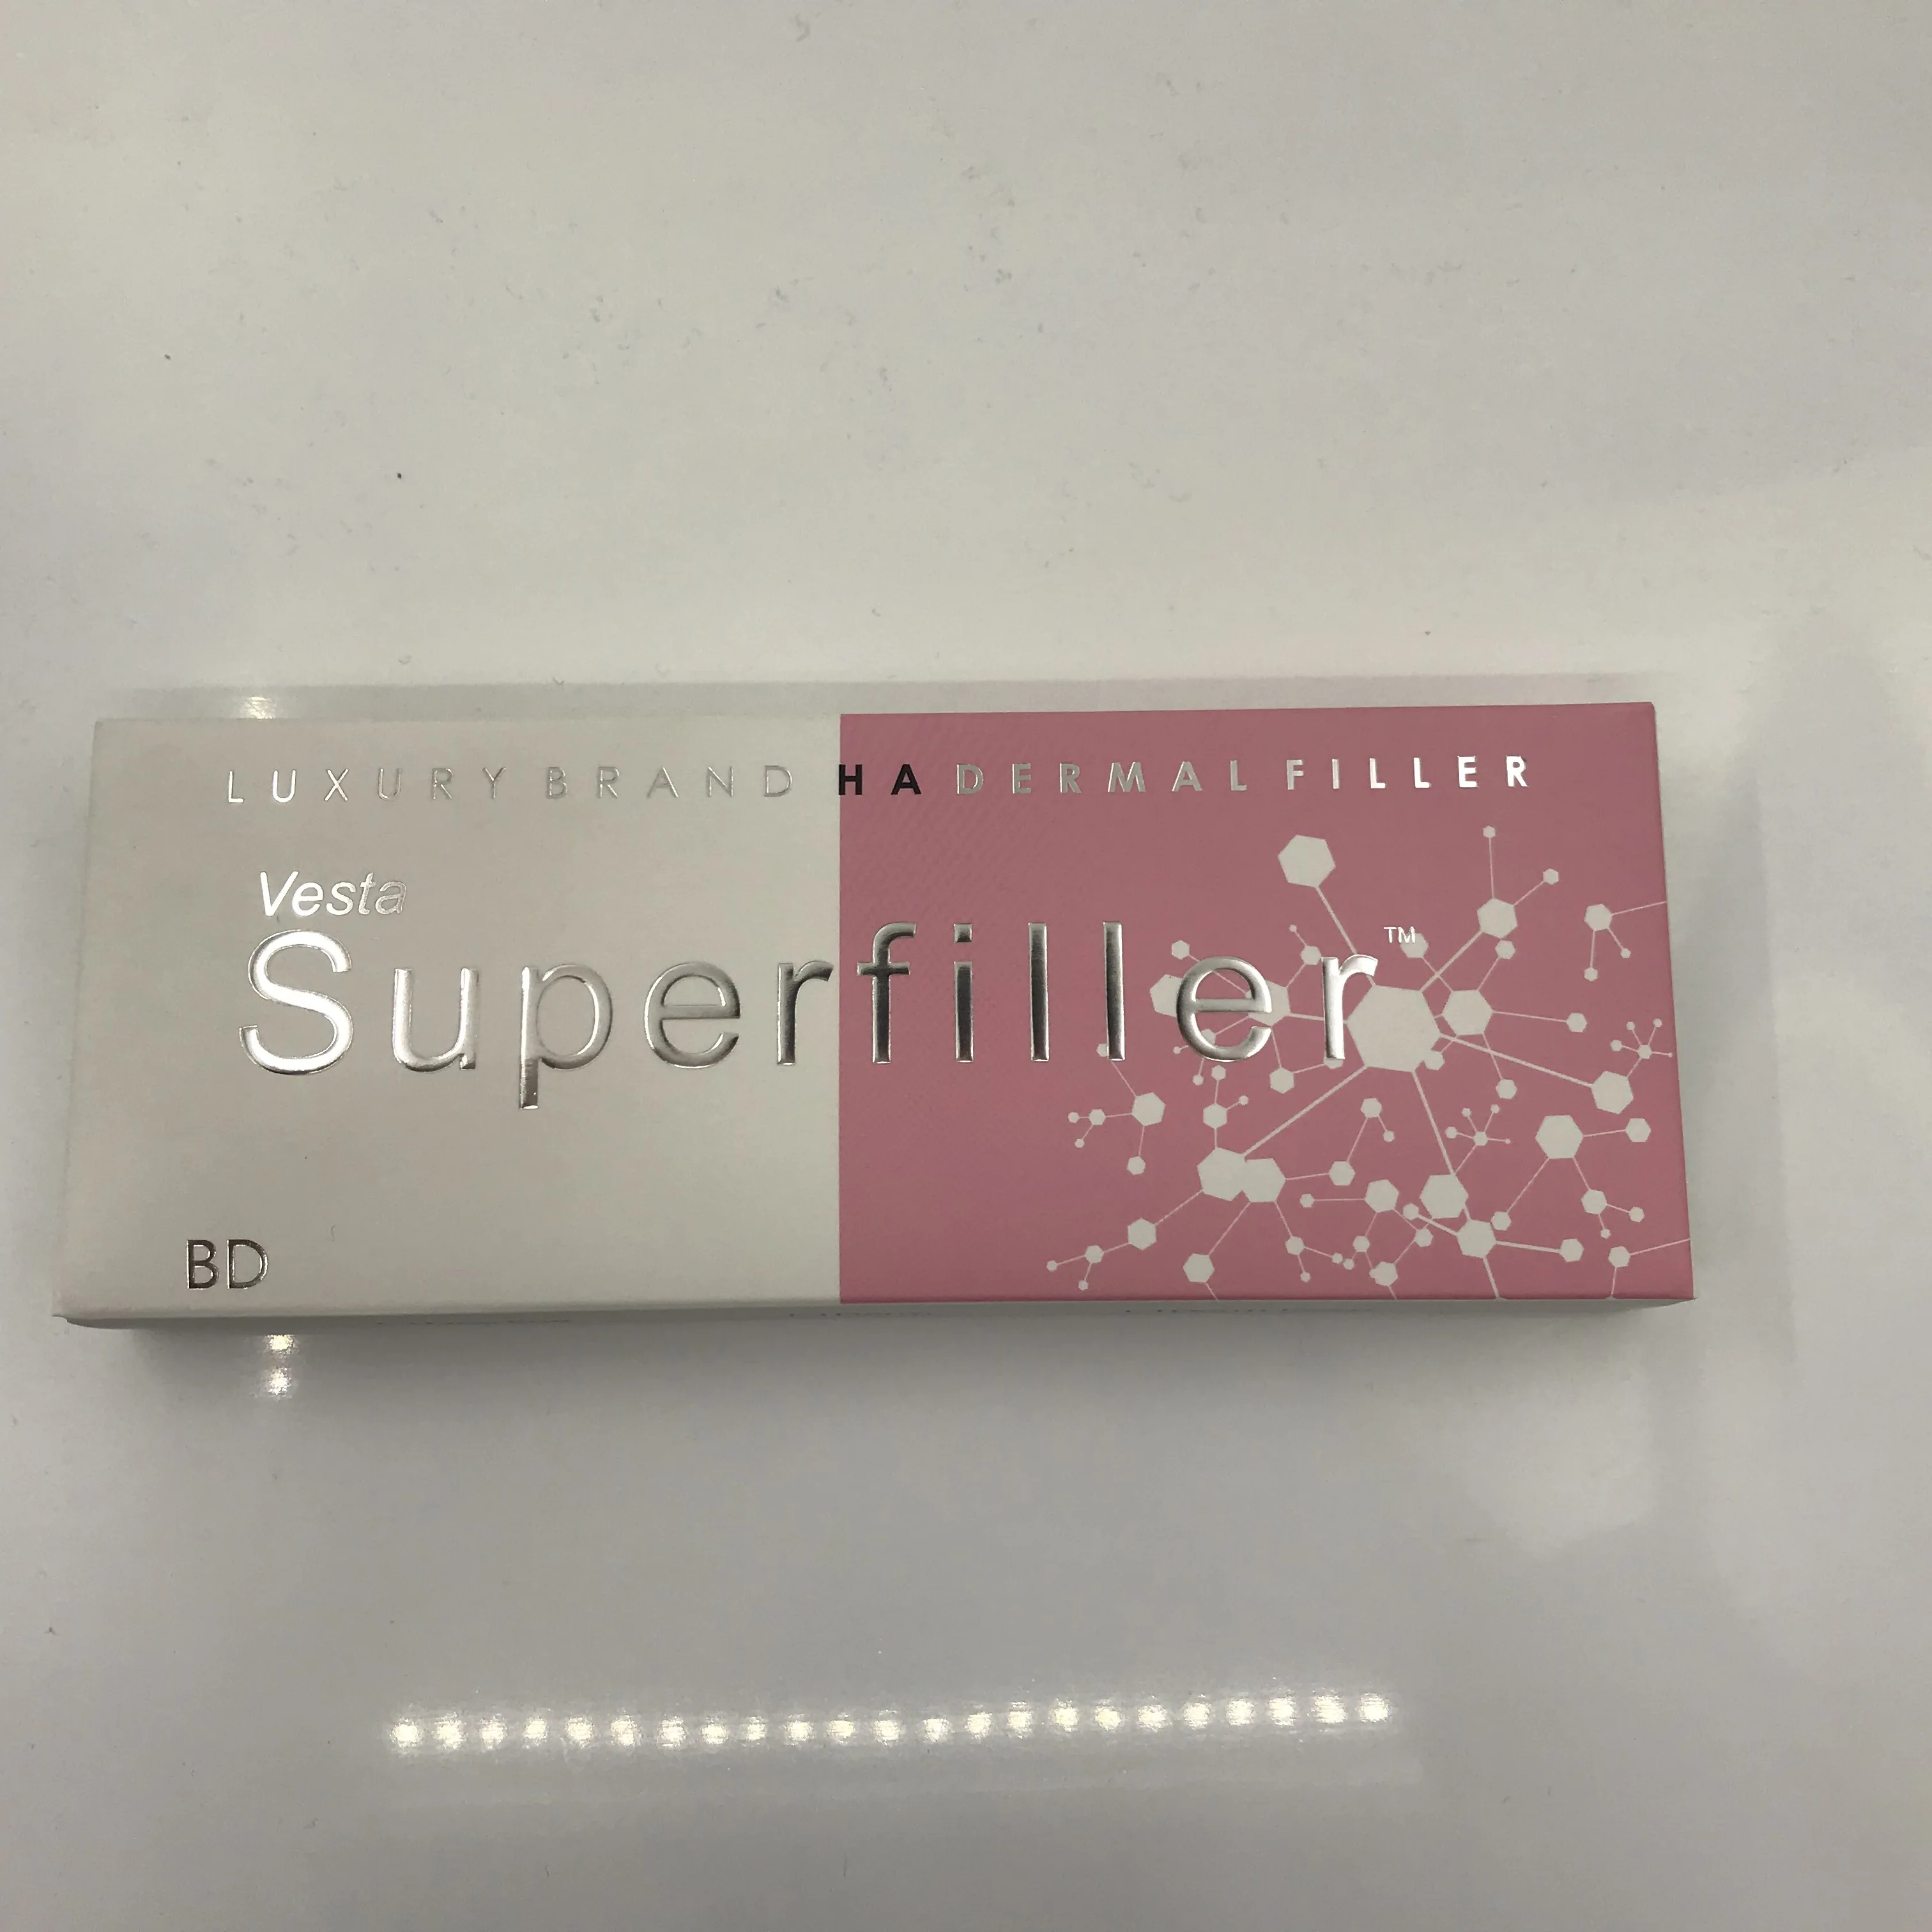 LUXURY BRAND HA DERMAL FILLER
Vesta
Superfiller™
BD